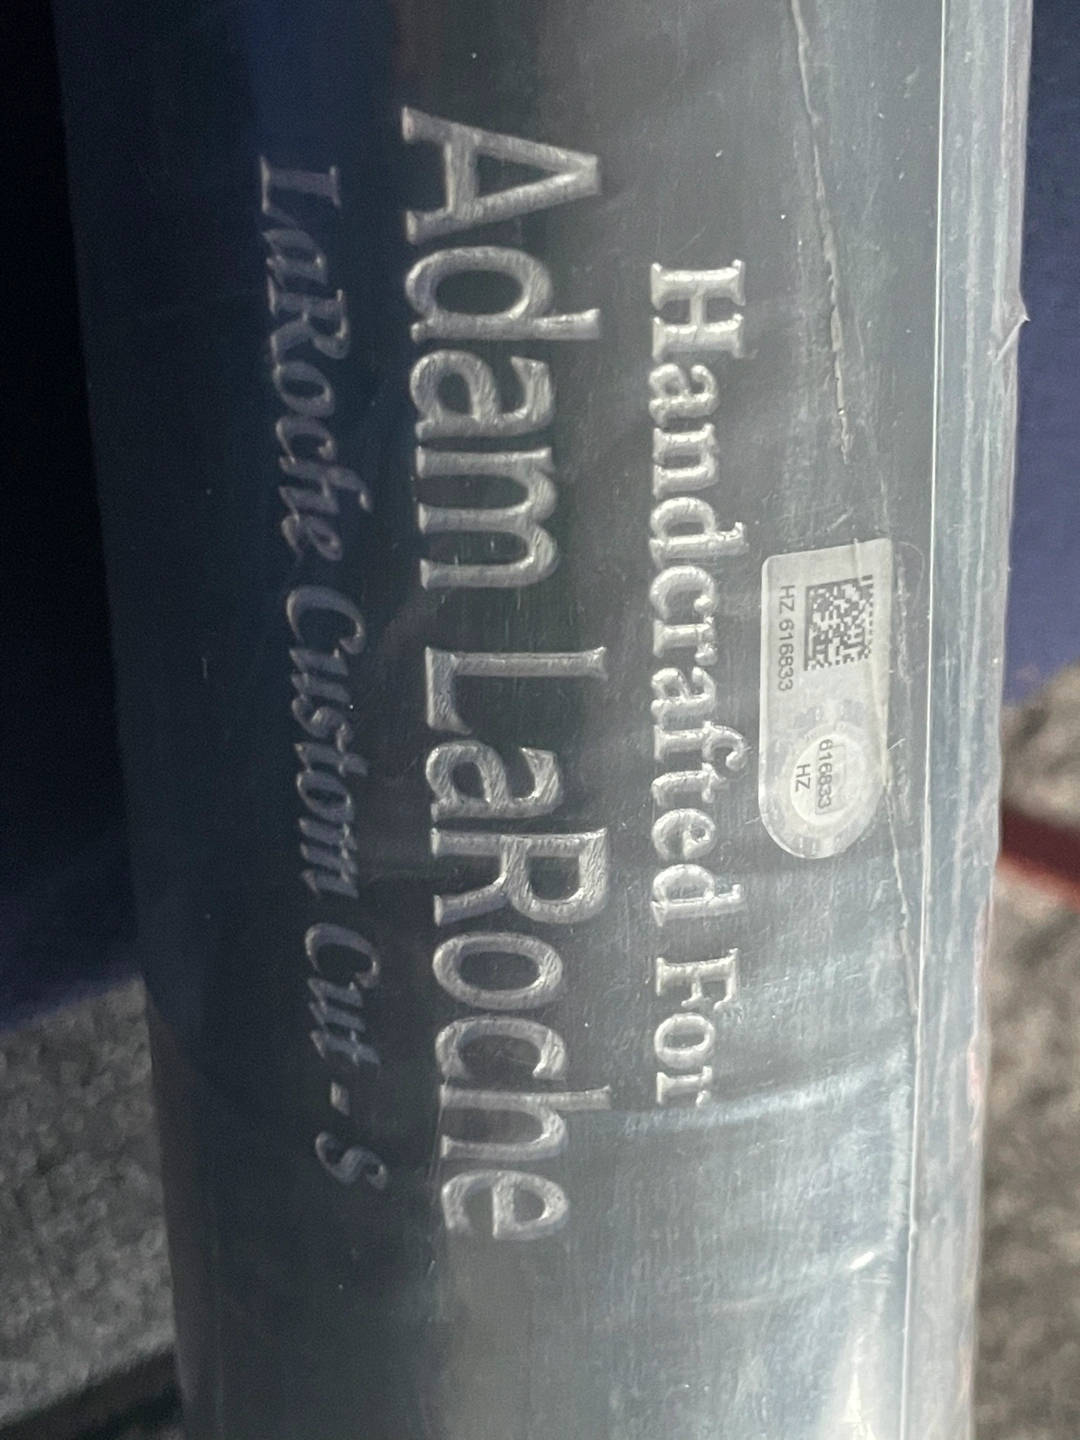 Handcrafted For
Adam LaRoche
LaRoche Custom Cut - S
HZ 616833
616833
HZ